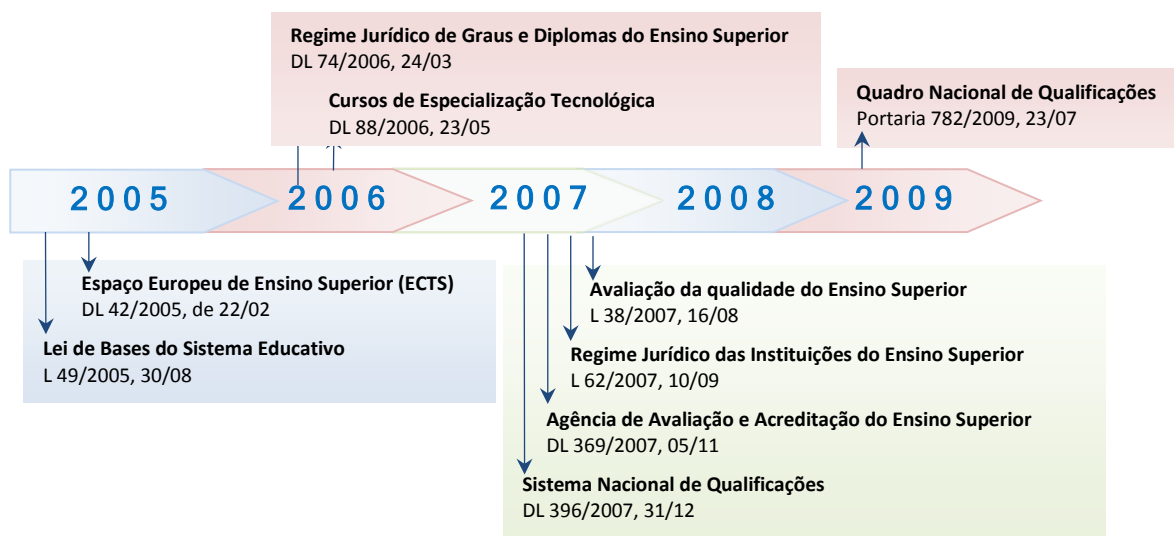 Regime Jurídico de Graus e Diplomas do Ensino Superior
DL 74/2006, 24/03
Cursos de Especialização Tecnológica
DL 88/2006, 23/05
Quadro Nacional de Qualificações
Portaria 782/2009, 23/07
2005
2006
2007
2008
2009
Espaço Europeu de Ensino Superior (ECTS)
DL 42/2005, de 22/02
Lei de Bases do Sistema Educativo
L 49/2005, 30/08
Avaliação da qualidade do Ensino Superior
L 38/2007, 16/08
Regime Jurídico das Instituições do Ensino Superior
L 62/2007, 10/09
Agência de Avaliação e Acreditação do Ensino Superior
DL 369/2007, 05/11
Sistema Nacional de Qualificações
DL 396/2007, 31/12